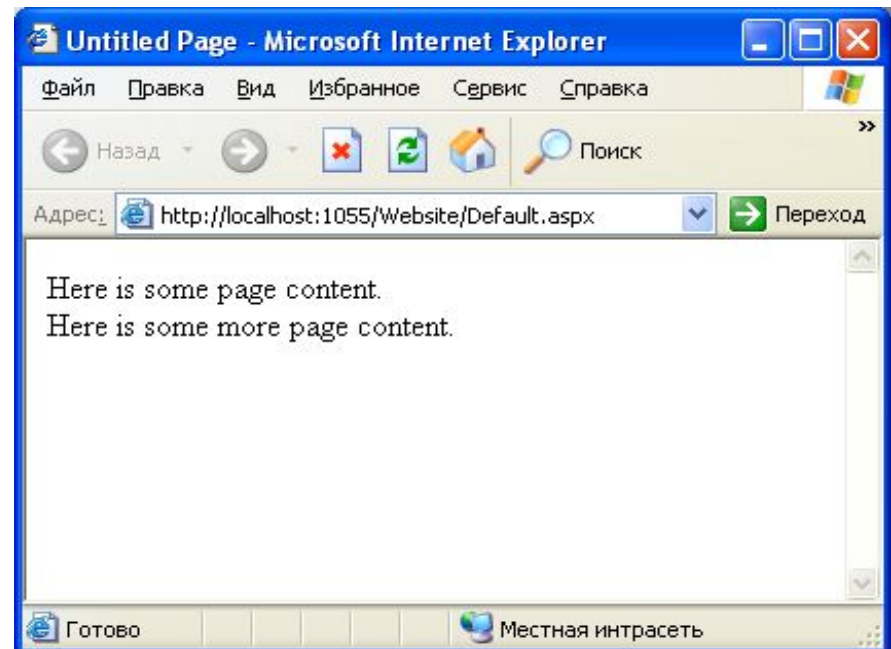 Untitled Page - Microsoft Internet Explorer
Файл Правка Вид Избранное Сервис Справка
Назад Поиск »
Адрес: http://localhost:1055/Website/Default.aspx Переход
Here is some page content.
Here is some more page content.
Готово Местная интрасеть